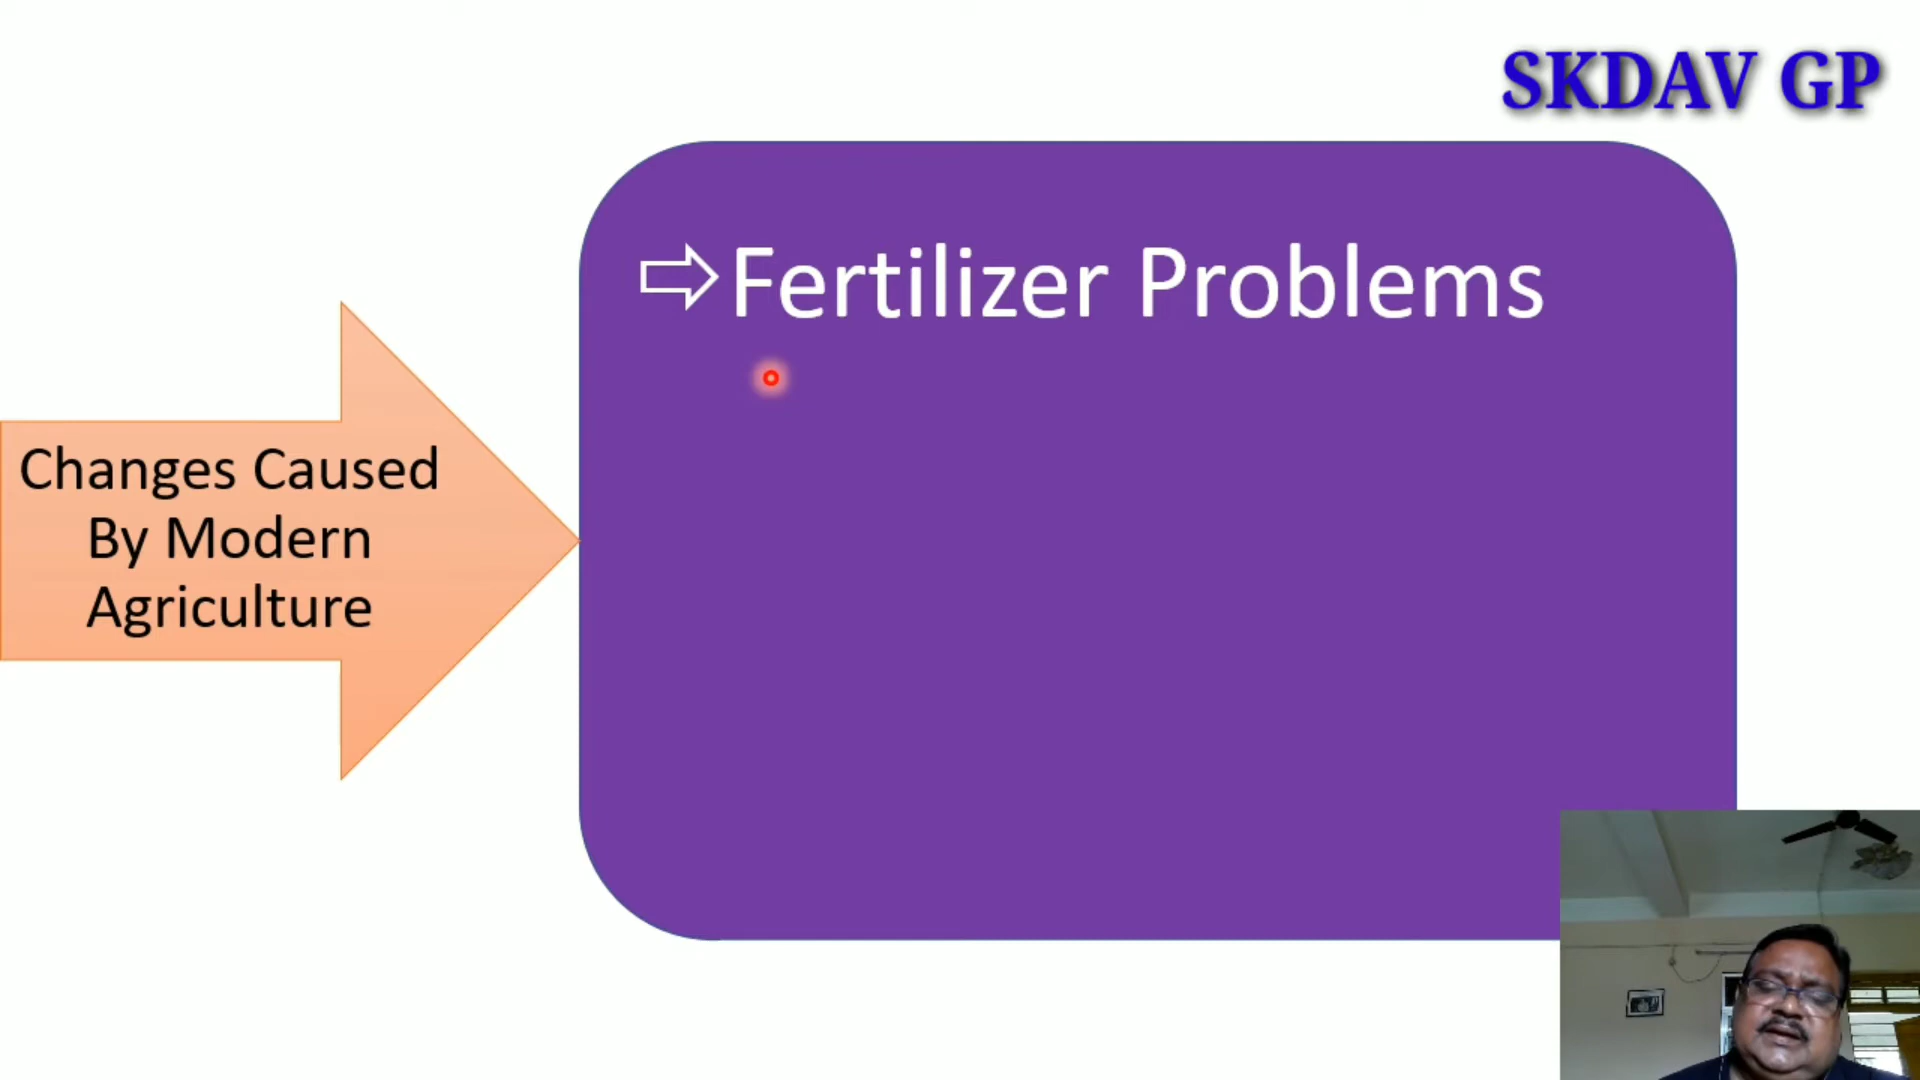 SKDAV GP
Fertilizer Problems
Changes Caused
By Modern
Agriculture